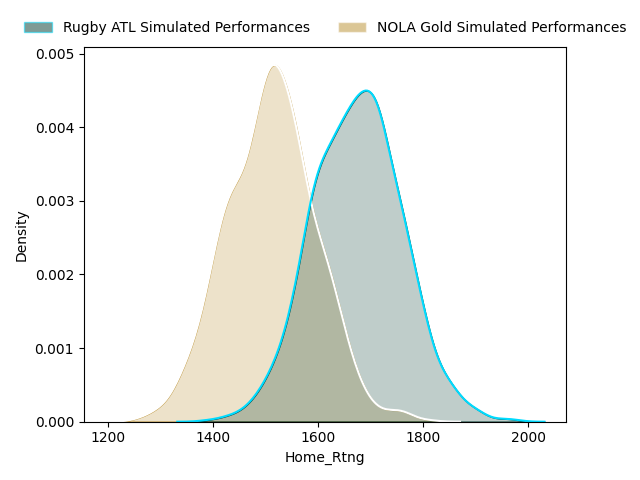 Rugby ATL Simulated Performances
NOLA Gold Simulated Performances
0.005
0.004
0.003
0.002
0.001
0.000
Density
1200
1400
1600
1800
2000
Home_Rtng